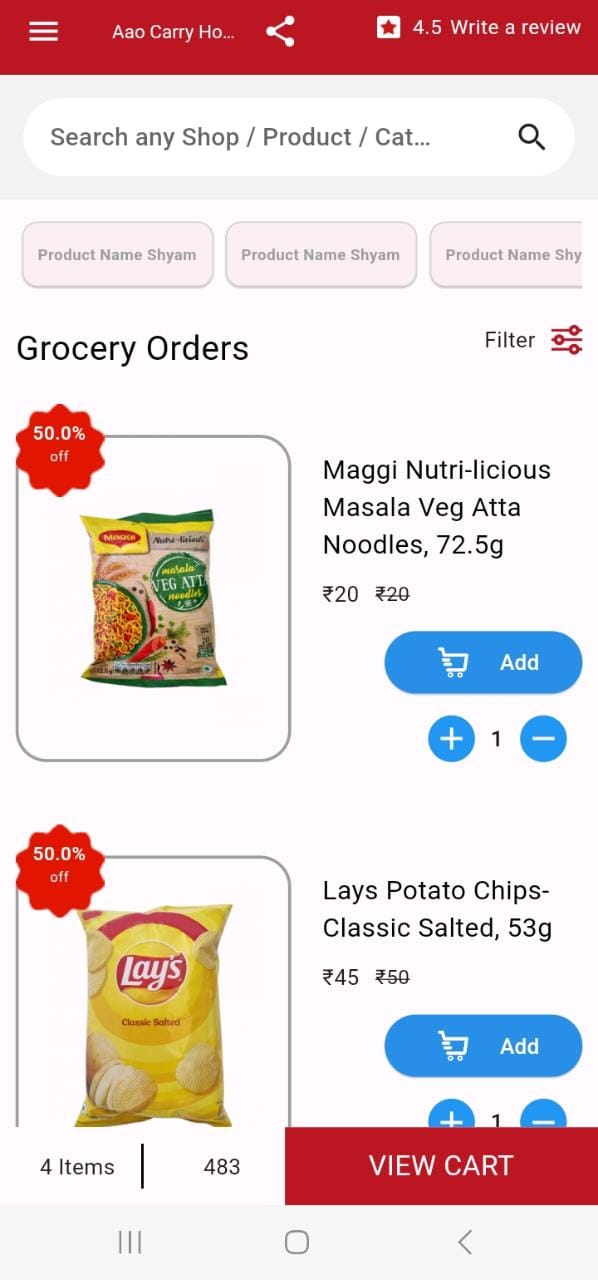 Aao Carry Ho...
4.5 Write a review
Search any Shop / Product / Cat...
Product Name Shyam
Product Name Shyam
Product Name Shy
Grocery Orders
Filter
50.0%
off
Maggi
Nutri-licious
masala
VEG ATTA
noodles
Maggi Nutri-licious
Masala Veg Atta
Noodles, 72.5g
₹20 ₹20
Add
1
50.0%
off
Lay's
Classic Salted
Lays Potato Chips-
Classic Salted, 53g
₹45 ₹50
Add
1
4 Items
483
VIEW CART